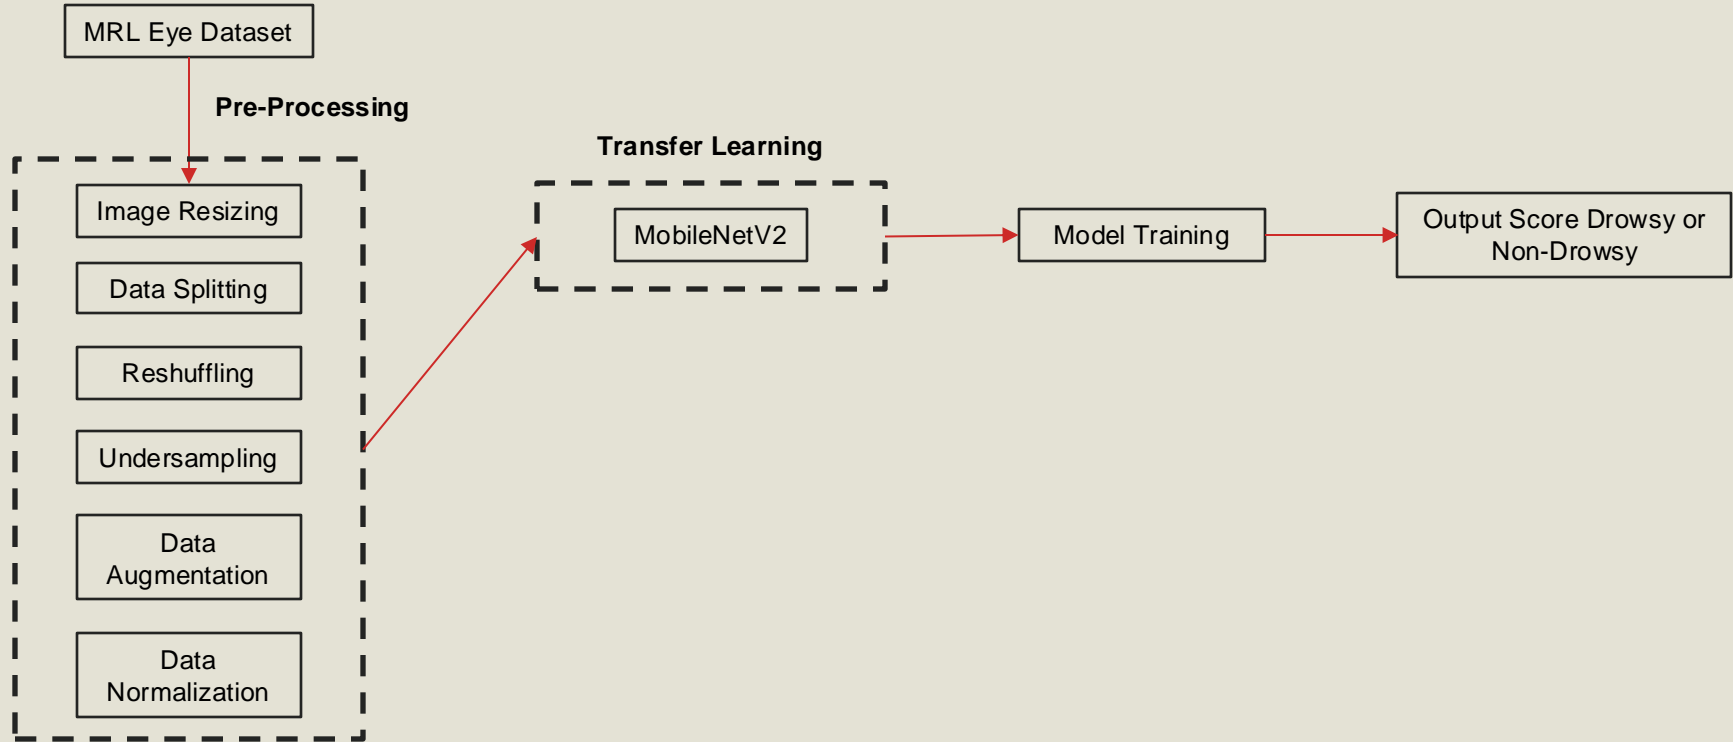 MRL Eye Dataset
Pre-Processing
Image Resizing
Data Splitting
Reshuffling
Undersampling
Data
Augmentation
Data
Normalization
Transfer Learning
MobileNetV2
Model Training
Output Score Drowsy or
Non-Drowsy